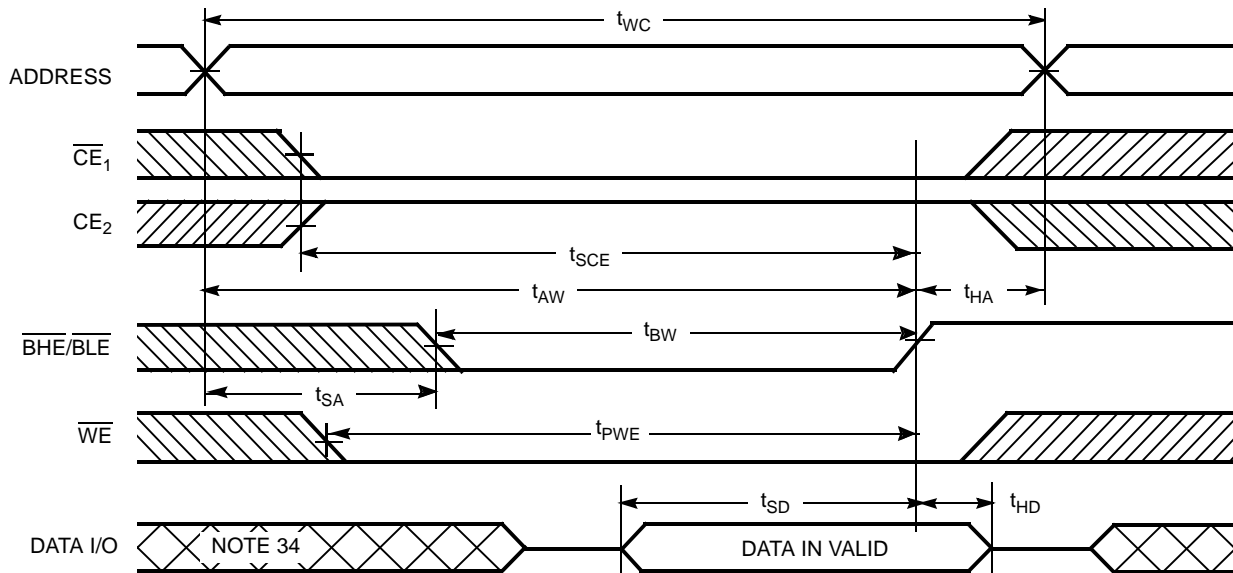 tWC
ADDRESS
CE1
CE2
tSCE
tAW
tHA
BHE/BLE
tBW
tSA
WE
tPWE
tSD
tHD
DATA I/O
NOTE 34
DATA IN VALID